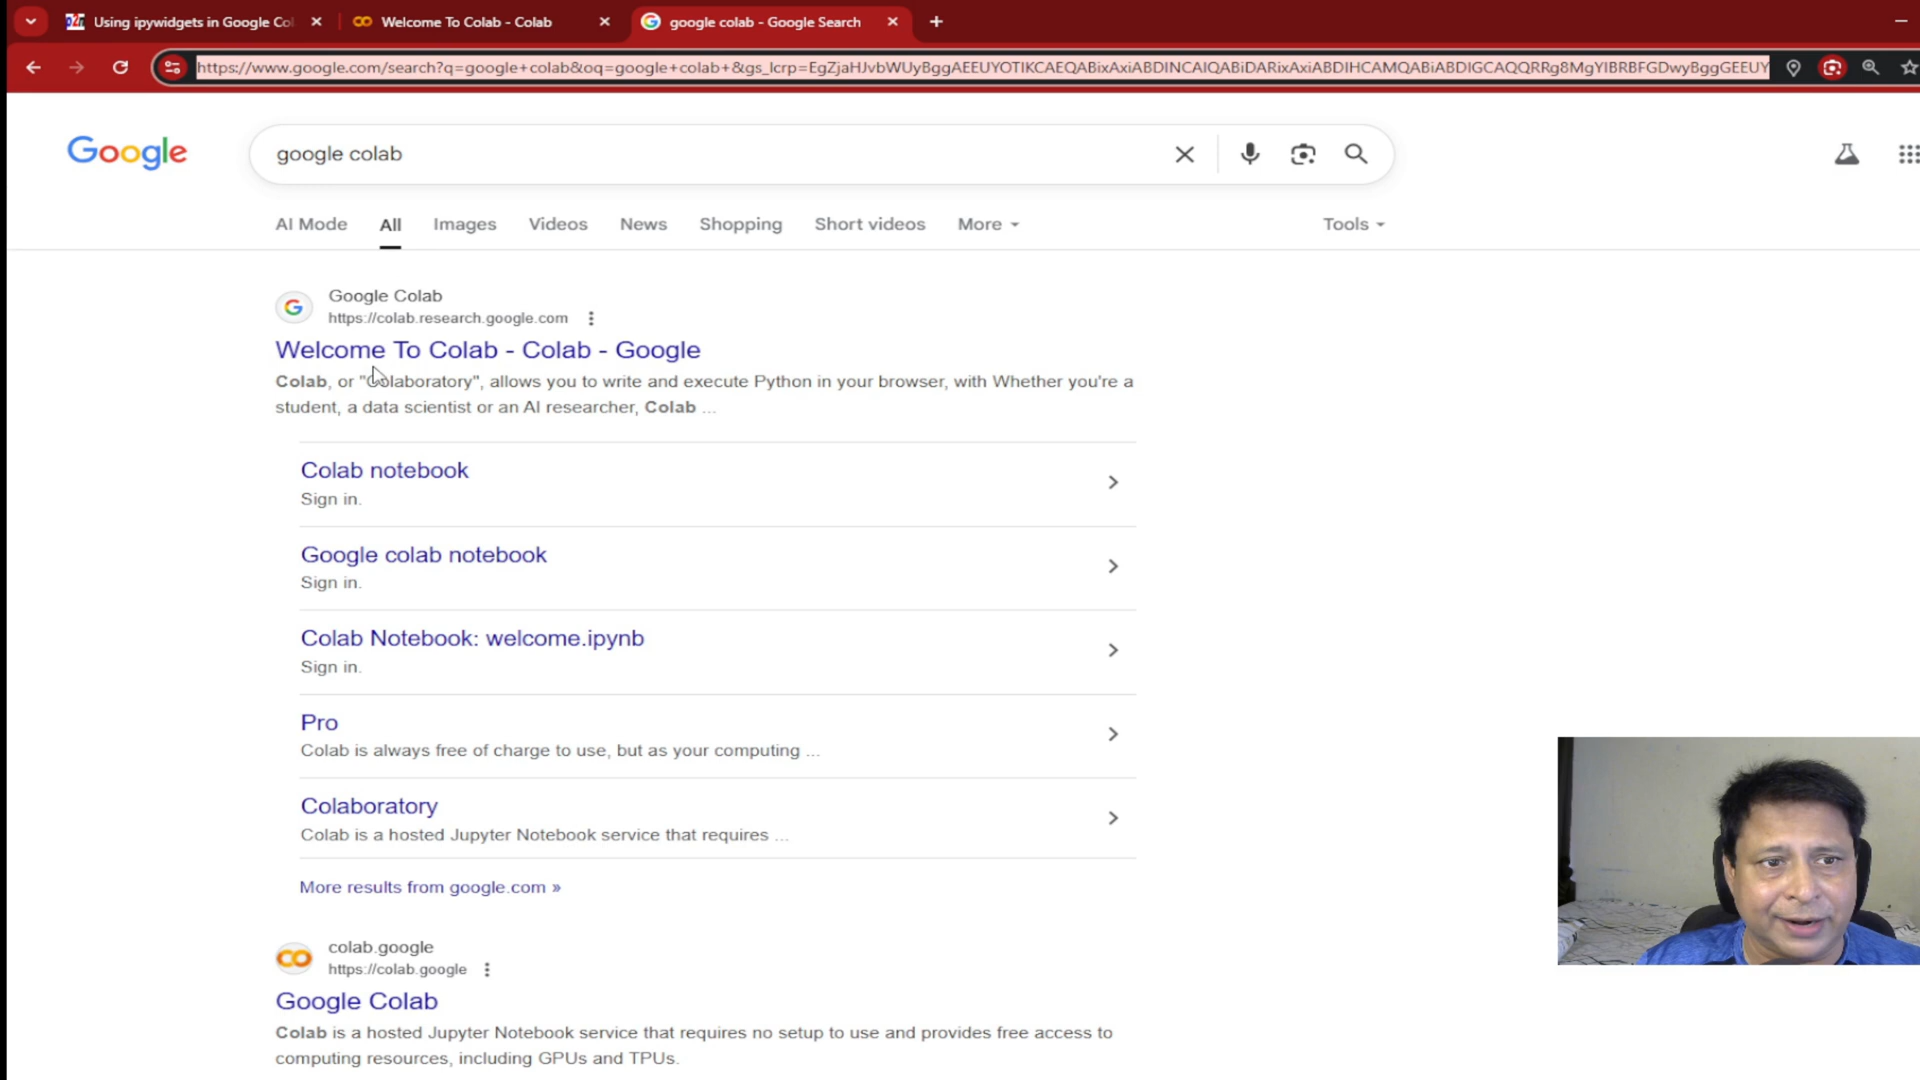 Using ipywidgets in Google Col
Welcome To Colab - Colab
google colab - Google Search
https://www.google.com/search?q=google+colab&oq=google+colab+&gs_lcrp=EgZjaHJvbWUyBggAEEUYOTIKCAEQABixAxiABDINCAIQABiDARixAxiABDIHCAMQABiABDIGCAQQRRg8MgYIBRBFGDwyBggGEEUY
Google
google colab
AI Mode All Images Videos News Shopping Short videos More Tools
Google Colab
https://colab.research.google.com
Welcome To Colab - Colab - Google
Colab, or "Colaboratory", allows you to write and execute Python in your browser, with Whether you're a
student, a data scientist or an AI researcher, Colab ...
Colab notebook
Sign in.
Google colab notebook
Sign in.
Colab Notebook: welcome.ipynb
Sign in.
Pro
Colab is always free of charge to use, but as your computing ...
Colaboratory
Colab is a hosted Jupyter Notebook service that requires ...
More results from google.com »
colab.google
https://colab.google
Google Colab
Colab is a hosted Jupyter Notebook service that requires no setup to use and provides free access to
computing resources, including GPUs and TPUs.